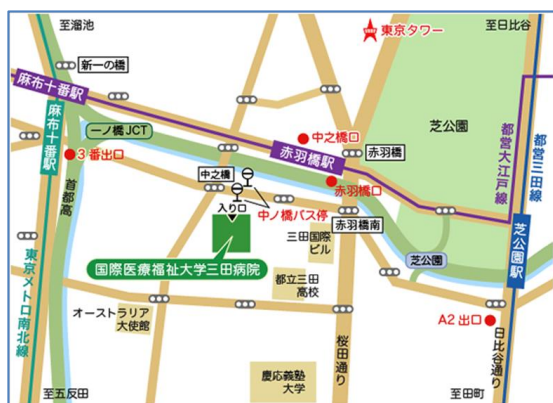 至溜池
東京タワー
至日比谷
新一の橋
麻布十番駅
麻布十番駅
一ノ橋JCT
中之橋口
赤羽橋駅
赤羽橋
芝公園
都営大江戸線
都営三田線
3番出口
首都高
中之橋
赤羽橋口
入り口
中ノ橋バス停
赤羽橋南
三田国際
ビル
芝公園
芝公園駅
国際医療福祉大学三田病院
都立三田
高校
東京メトロ南北線
オーストラリア
大使館
A2出口
桜田通り
日比谷通り
慶応義塾
大学
至五反田
至田町